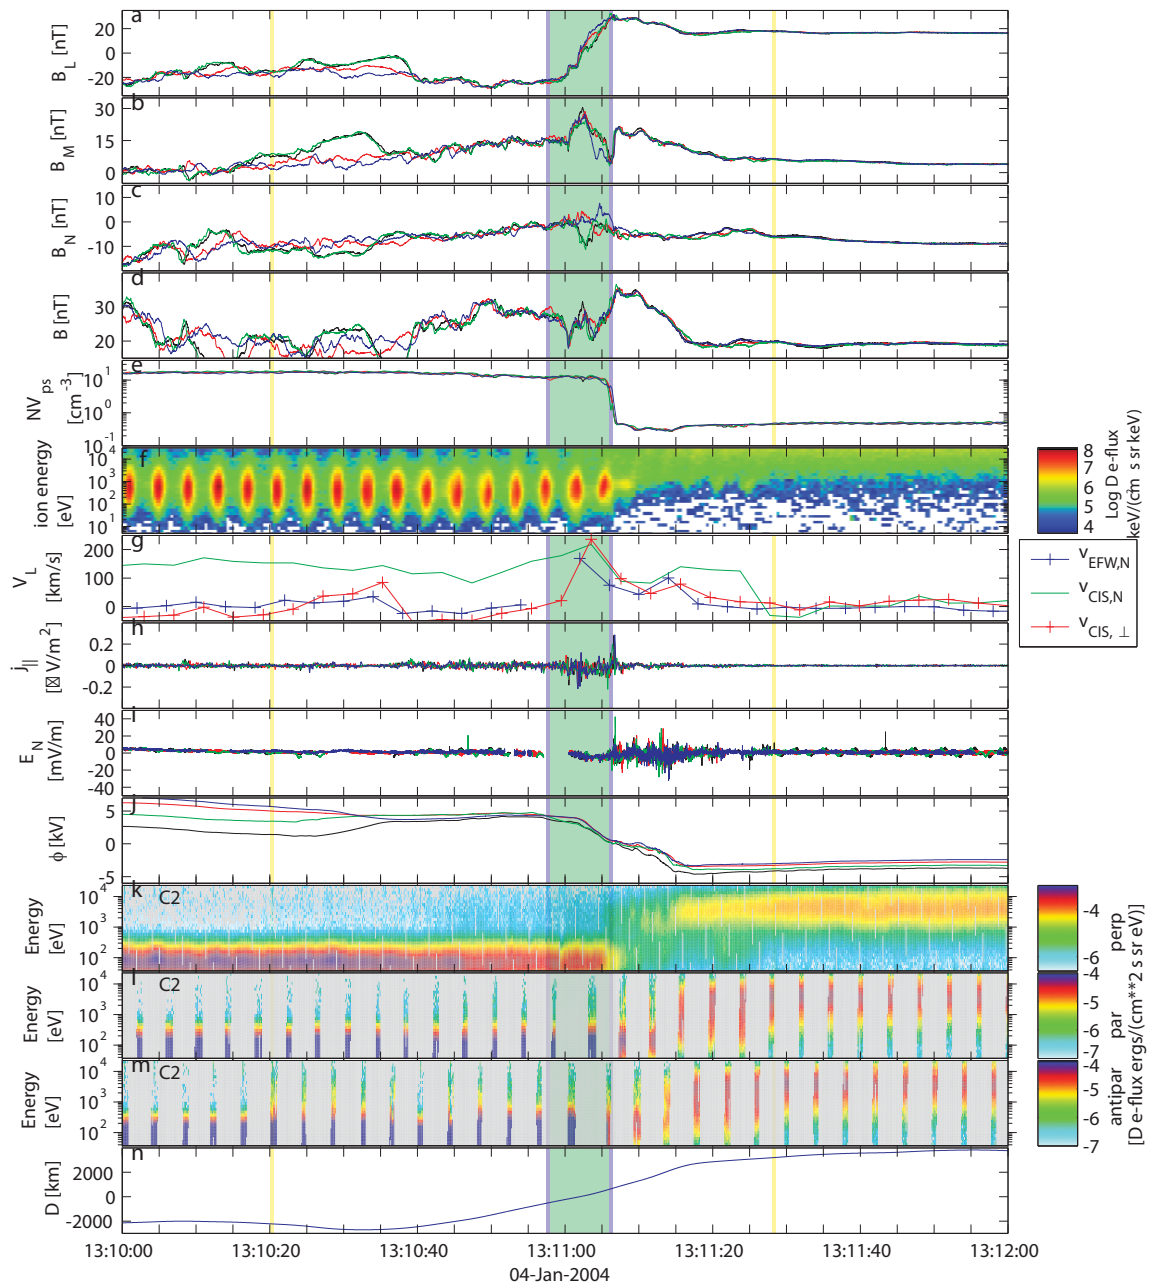 a
B_L [nT]
20
0
-20
b
B_M [nT]
30
15
0
c
B_N [nT]
10
0
-10
d
B [nT]
30
20
e
NV_ps
[cm^-3]
10^1
10^0
10^-1
f
ion energy
[eV]
10^4
10^3
10^2
10^1
8
7
6
5
4
Log D e-flux
keV/(cm s sr keV)
g
V_L
[km/s]
200
100
0
v_EFW,N
v_CIS,N
v_CIS, ⊥
h
j_||
[▯V/m^2]
0.2
0
-0.2
i
E_N
[mV/m]
40
20
0
-20
-40
j
ϕ [kV]
5
0
-5
k
C2
Energy
[eV]
10^4
10^3
10^2
-4
-5
-6
perp
l
C2
Energy
[eV]
10^4
10^3
10^2
-4
-5
-6
-7
par
m
C2
Energy
[eV]
10^4
10^3
10^2
-4
-5
-6
-7
antipar
[D e-flux ergs/(cm**2 s sr eV)]
n
D [km]
2000
0
-2000
13:10:00 13:10:20 13:10:40 13:11:00 13:11:20 13:11:40 13:12:00
04-Jan-2004